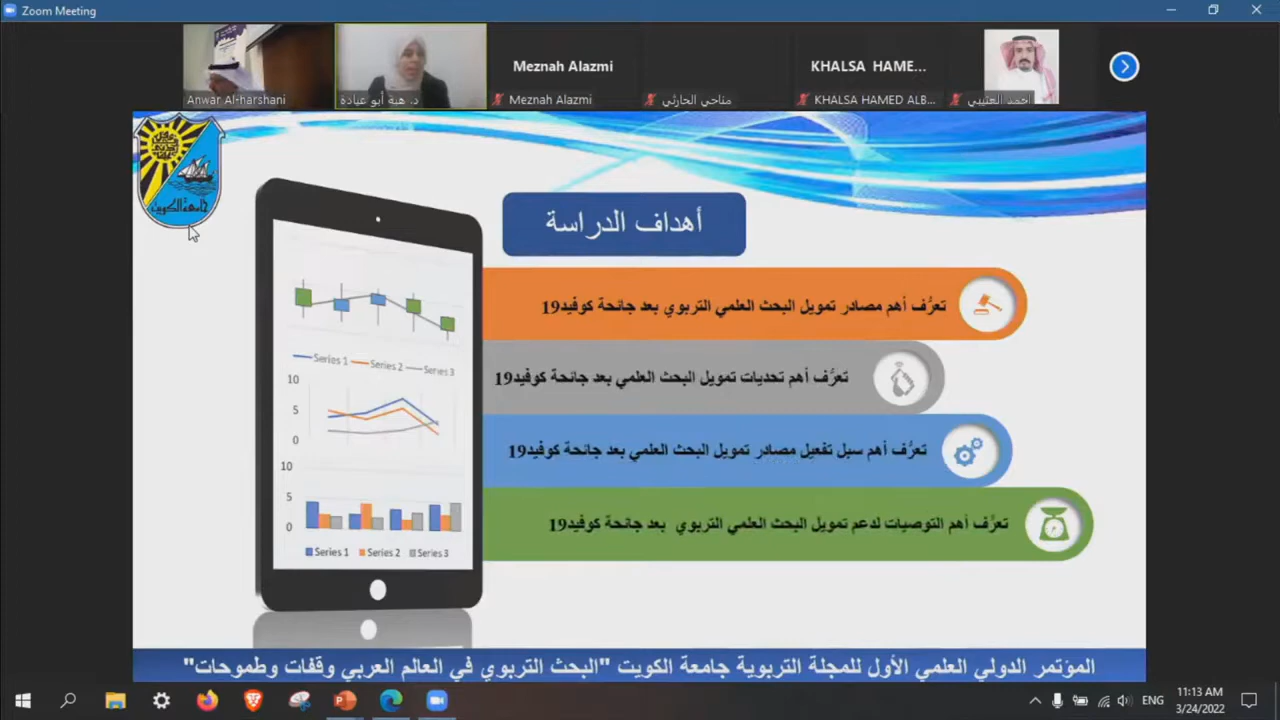 Zoom Meeting
Meznah Alazmi
KHALSA HAME...
Anwar Al-harshani
د. هبة أبو عيادة
Meznah Alazmi
مناحي الحارثي
KHALSA HAMED ALB...
احمد العتيبي
جامعة الكويت
أهداف الدراسة
تعرُّف أهم مصادر تمويل البحث العلمي التربوي بعد جائحة كوفيد19
تعرُّف أهم تحديات تمويل البحث العلمي بعد جائحة كوفيد19
تعرُّف أهم سبل تفعيل مصادر تمويل البحث العلمي بعد جائحة كوفيد19
تعرُّف أهم التوصيات لدعم تمويل البحث العلمي التربوي بعد جائحة كوفيد19
Series 1 Series 2 Series 3
10
5
0
10
5
0
Series 1 Series 2 Series 3
المؤتمر الدولي العلمي الأول للمجلة التربوية جامعة الكويت "البحث التربوي في العالم العربي وقفات وطموحات"
ENG
11:13 AM
3/24/2022